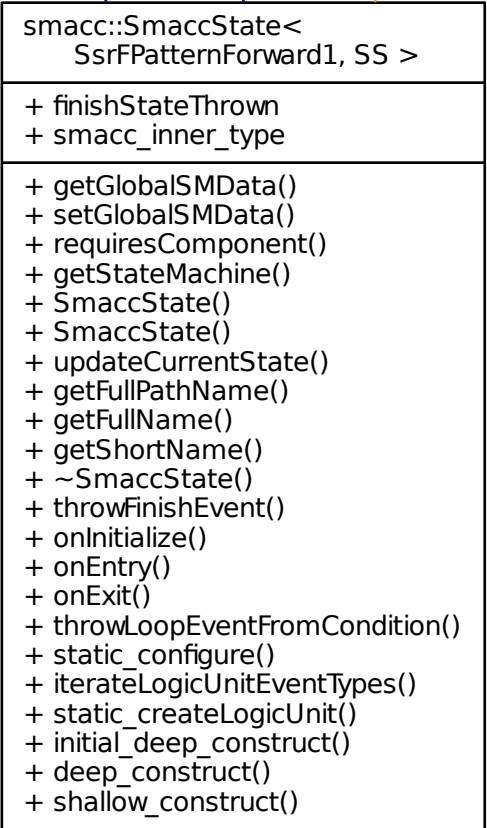 smacc::SmaccState<
SsrFPatternForward1, SS >
+ finishStateThrown
+ smacc_inner_type
+ getGlobalSMData()
+ setGlobalSMData()
+ requiresComponent()
+ getStateMachine()
+ SmaccState()
+ SmaccState()
+ updateCurrentState()
+ getFullPathName()
+ getFullName()
+ getShortName()
+ ~SmaccState()
+ throwFinishEvent()
+ onInitialize()
+ onEntry()
+ onExit()
+ throwLoopEventFromCondition()
+ static_configure()
+ iterateLogicUnitEventTypes()
+ static_createLogicUnit()
+ initial_deep_construct()
+ deep_construct()
+ shallow_construct()